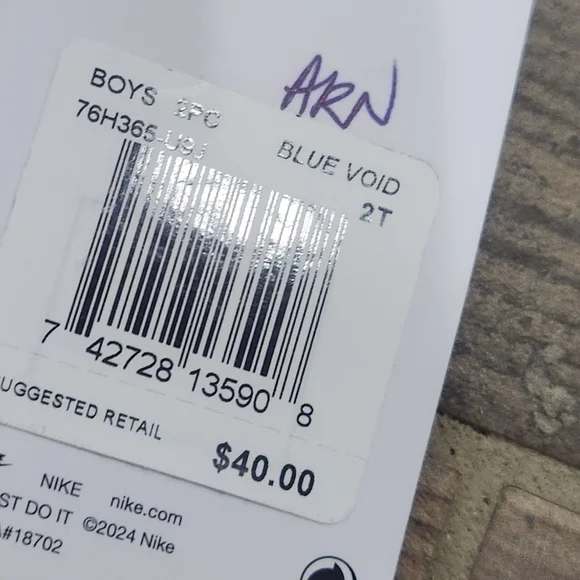 ARN
BOYS 2PC
76H365-U9J
BLUE VOID
2T
7 42728 13590 8
UGGESTED RETAIL
$40.00
NIKE nike.com
ST DO IT ©2024 Nike
#18702